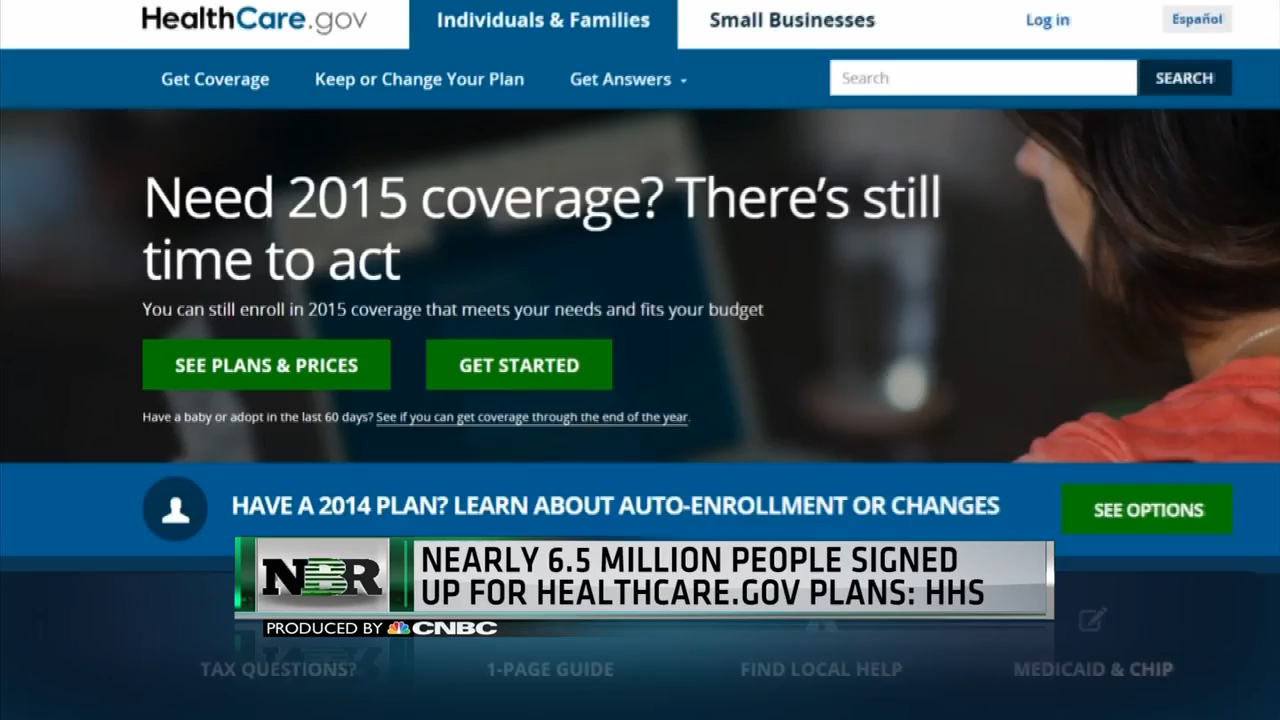 HealthCare.gov
Individuals & Families
Small Businesses
Log in
Español
Get Coverage
Keep or Change Your Plan
Get Answers
Search
SEARCH
Need 2015 coverage? There's still
time to act
You can still enroll in 2015 coverage that meets your needs and fits your budget
SEE PLANS & PRICES
GET STARTED
Have a baby or adopt in the last 60 days? See if you can get coverage through the end of the year.
HAVE A 2014 PLAN? LEARN ABOUT AUTO-ENROLLMENT OR CHANGES
SEE OPTIONS
NBR
NEARLY 6.5 MILLION PEOPLE SIGNED
UP FOR HEALTHCARE.GOV PLANS: HHS
PRODUCED BY CNBC
TAX QUESTIONS?
1-PAGE GUIDE
FIND LOCAL HELP
MEDICAID & CHIP